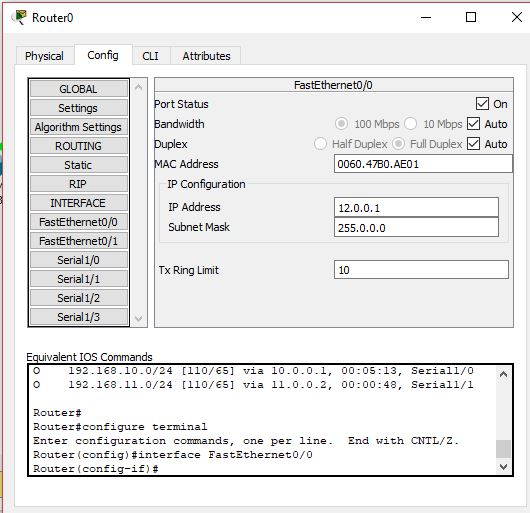 Router0
Physical Config CLI Attributes
GLOBAL
Settings
Algorithm Settings
ROUTING
Static
RIP
INTERFACE
FastEthernet0/0
FastEthernet0/1
Serial1/0
Serial1/1
Serial1/2
Serial1/3
FastEthernet0/0
Port Status On
Bandwidth 100 Mbps 10 Mbps Auto
Duplex Half Duplex Full Duplex Auto
MAC Address 0060.47B0.AE01
IP Configuration
IP Address 12.0.0.1
Subnet Mask 255.0.0.0
Tx Ring Limit 10
Equivalent IOS Commands
O 192.168.10.0/24 [110/65] via 10.0.0.1, 00:05:13, Serial1/0
O 192.168.11.0/24 [110/65] via 11.0.0.2, 00:00:48, Serial1/1
Router#
Router#configure terminal
Enter configuration commands, one per line. End with CNTL/Z.
Router(config)#interface FastEthernet0/0
Router(config-if)#